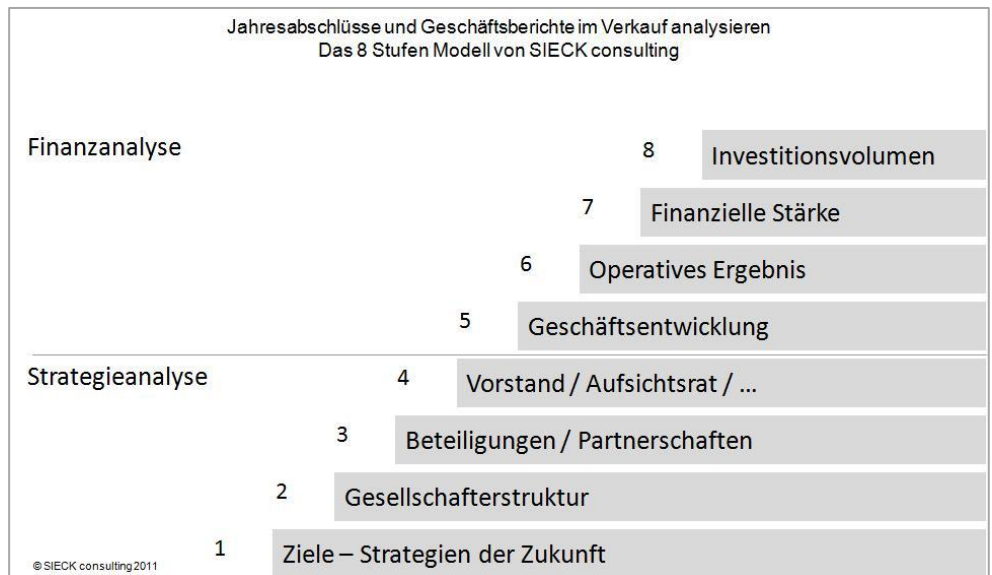 Jahresabschlüsse und Geschäftsberichte im Verkauf analysieren
Das 8 Stufen Modell von SIECK consulting
Finanzanalyse
8 Investitionsvolumen
7 Finanzielle Stärke
6 Operatives Ergebnis
5 Geschäftsentwicklung
Strategieanalyse
4 Vorstand / Aufsichtsrat / ...
3 Beteiligungen / Partnerschaften
2 Gesellschafterstruktur
1 Ziele – Strategien der Zukunft
© SIECK consulting 2011